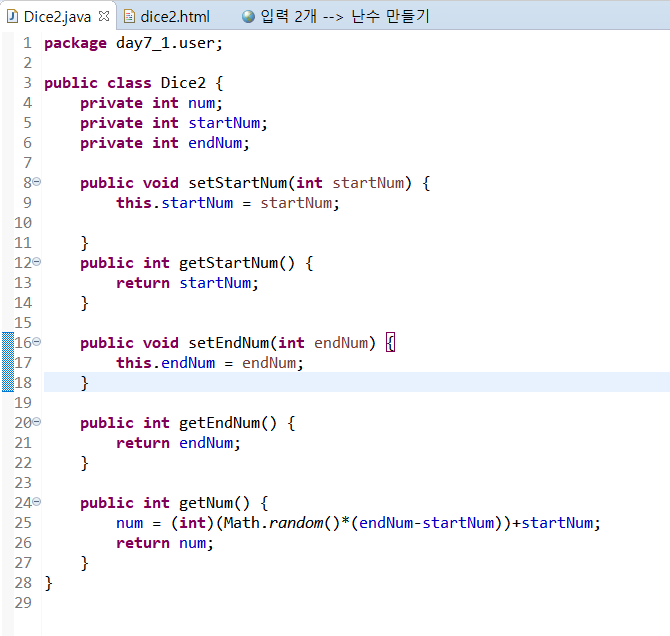 Dice2.java dice2.html 입력 2개 --> 난수 만들기
1 package day7_1.user;
2
3 public class Dice2 {
4 private int num;
5 private int startNum;
6 private int endNum;
7
8 public void setStartNum(int startNum) {
9 this.startNum = startNum;
10
11 }
12 public int getStartNum() {
13 return startNum;
14 }
15
16 public void setEndNum(int endNum) {
17 this.endNum = endNum;
18 }
19
20 public int getEndNum() {
21 return endNum;
22 }
23
24 public int getNum() {
25 num = (int)(Math.random()*(endNum-startNum))+startNum;
26 return num;
27 }
28 }
29